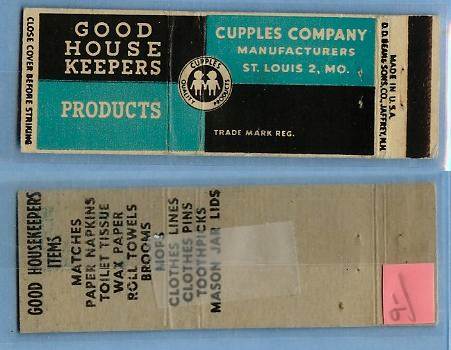 CLOSE COVER BEFORE STRIKING
GOOD
HOUSE
KEEPERS
PRODUCTS
CUPPLES
QUALITY PRODUCTS
CUPPLES COMPANY
MANUFACTURERS
ST. LOUIS 2, MO.
TRADE MARK REG.
MADE IN U.S.A.
D.D. BEAN & SONS, CO., JAFFREY, N.H.
GOOD HOUSEKEEPERS
ITEMS
MATCHES
PAPER NAPKINS
TOILET TISSUE
WAX PAPER
ROLL TOWELS
BROOMS
MOPS
CLOTHES LINES
CLOTHES PINS
TOOTHPICKS
MASON JAR LIDS